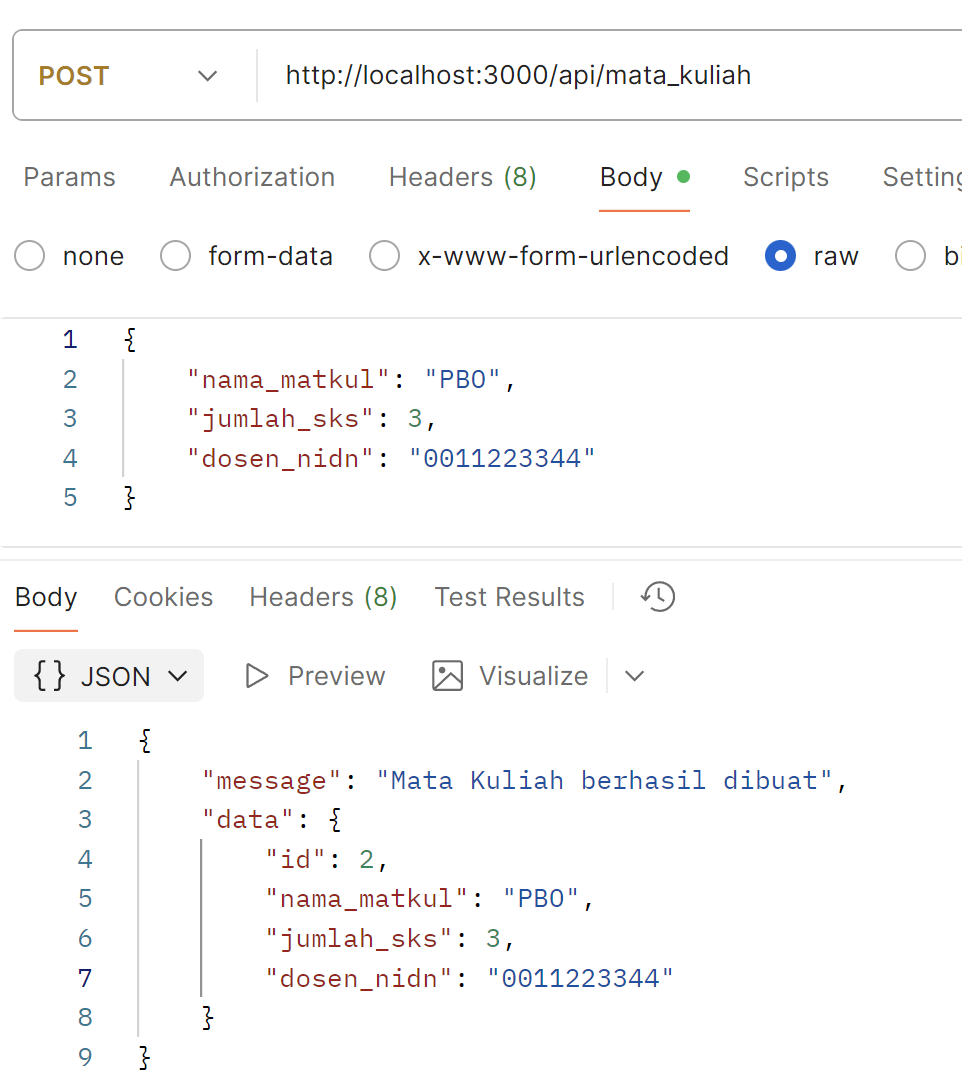 POST http://localhost:3000/api/mata_kuliah
Params Authorization Headers (8) Body Scripts Setting
none form-data x-www-form-urlencoded raw bi
1 {
2 "nama_matkul": "PBO",
3 "jumlah_sks": 3,
4 "dosen_nidn": "0011223344"
5 }
Body Cookies Headers (8) Test Results
{} JSON Preview Visualize
1 {
2 "message": "Mata Kuliah berhasil dibuat",
3 "data": {
4 "id": 2,
5 "nama_matkul": "PBO",
6 "jumlah_sks": 3,
7 "dosen_nidn": "0011223344"
8 }
9 }